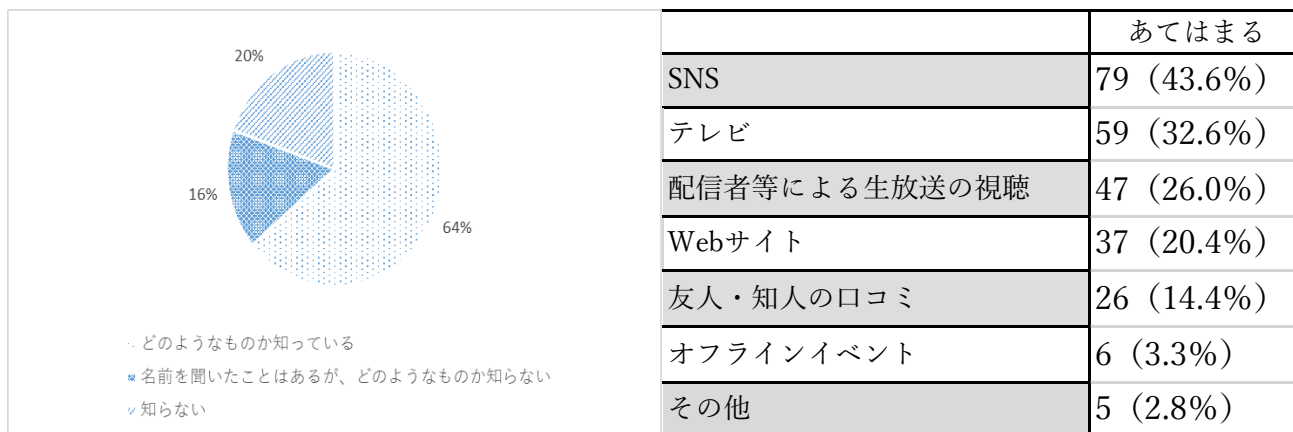 20%
16%
64%
どのようなものか知っている
名前を聞いたことはあるが、どのようなものか知らない
知らない
あてはまる
SNS 79（43.6%）
テレビ 59（32.6%）
配信者等による生放送の視聴 47（26.0%）
Webサイト 37（20.4%）
友人・知人の口コミ 26（14.4%）
オフラインイベント 6（3.3%）
その他 5（2.8%）